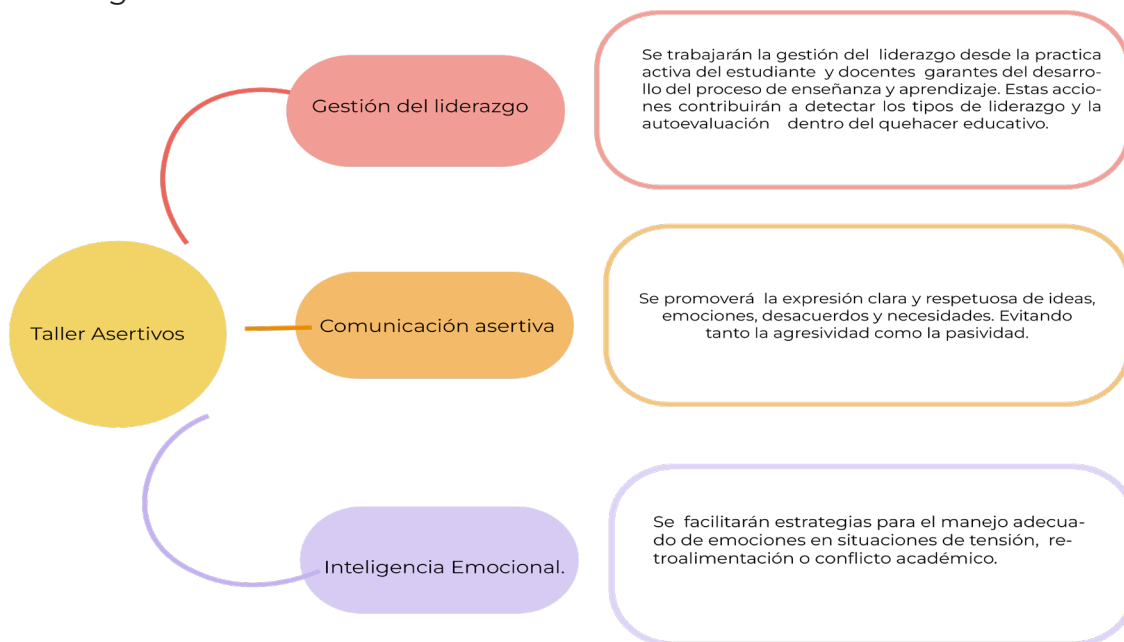 Gestión del liderazgo
Se trabajarán la gestión del liderazgo desde la practica
activa del estudiante y docentes garantes del desarro-
llo del proceso de enseñanza y aprendizaje. Estas accio-
nes contribuirán a detectar los tipos de liderazgo y la
autoevaluación dentro del quehacer educativo.
Taller Asertivos
Comunicación asertiva
Se promoverá la expresión clara y respetuosa de ideas,
emociones, desacuerdos y necesidades. Evitando
tanto la agresividad como la pasividad.
Inteligencia Emocional.
Se facilitarán estrategias para el manejo adecua-
do de emociones en situaciones de tensión, re-
troalimentación o conflicto académico.